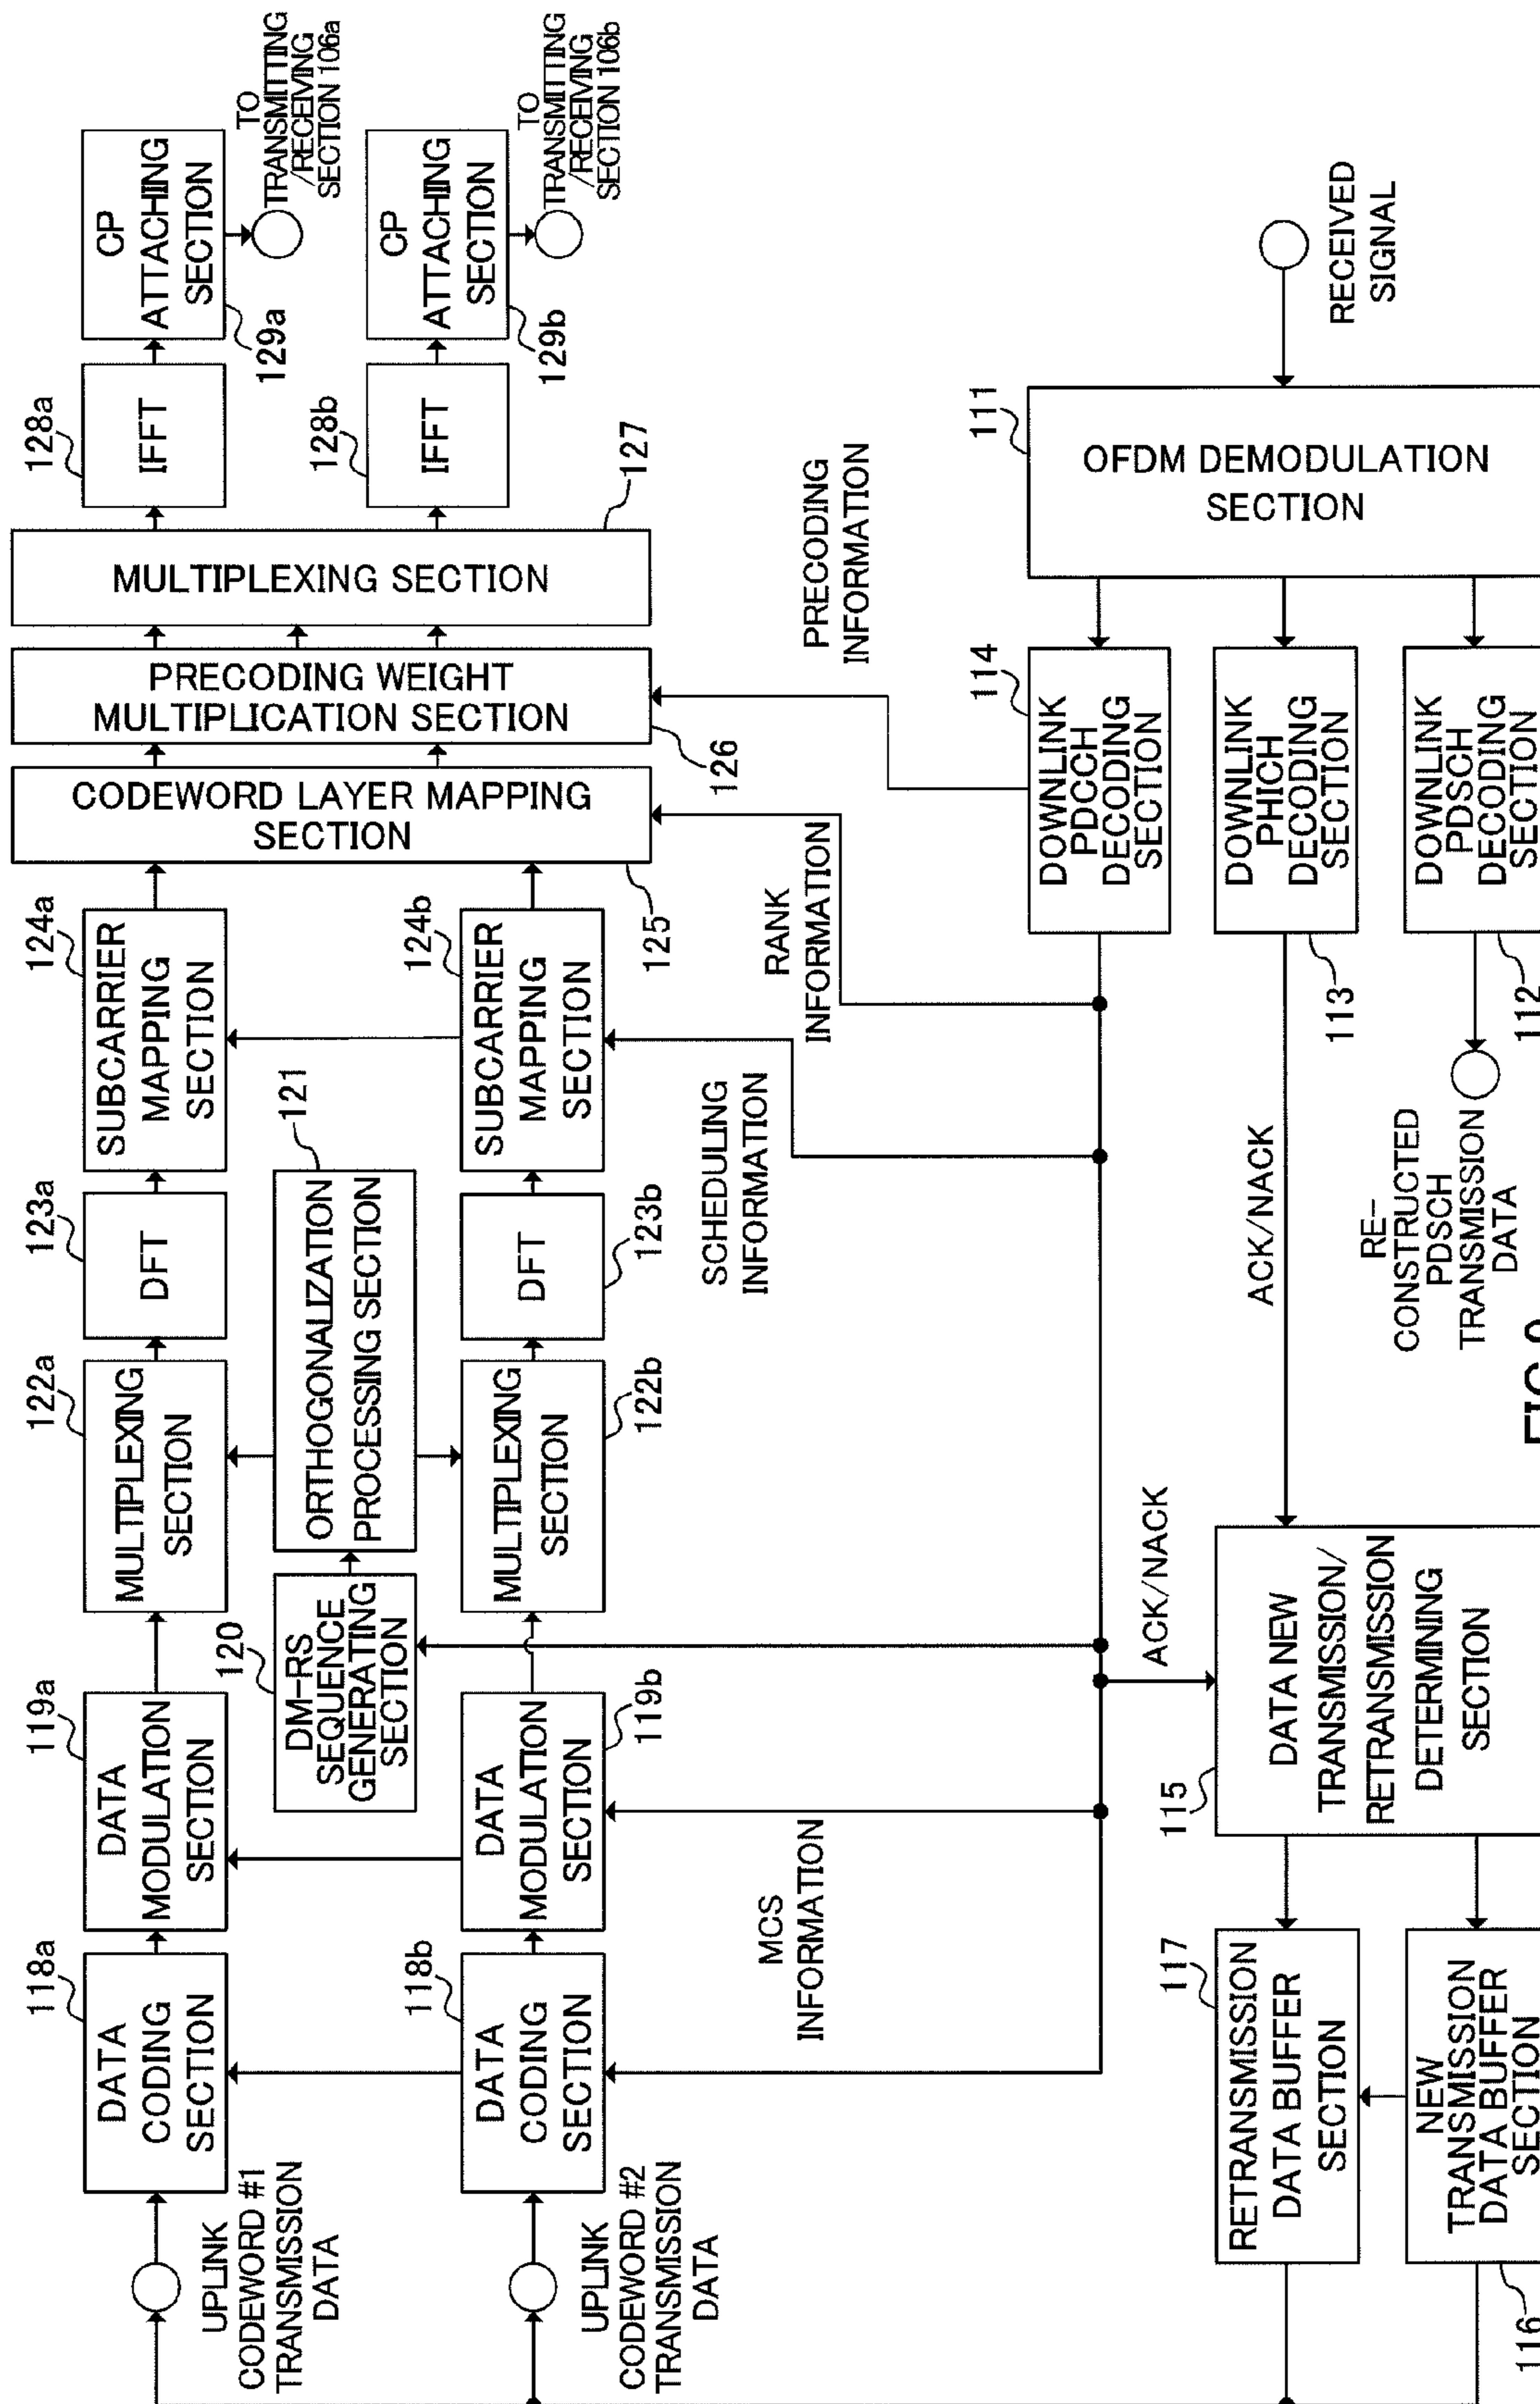 118a
DATA
CODING
SECTION
119a
DATA
MODULATION
SECTION
122a
MULTIPLEXING
SECTION
123a
DFT
124a
SUBCARRIER
MAPPING
SECTION
CODEWORD LAYER MAPPING
SECTION
125
PRECODING WEIGHT
MULTIPLICATION SECTION
126
MULTIPLEXING SECTION
127
128a
IFFT
CP
ATTACHING
SECTION
129a
TO
TRANSMITTING
/RECEIVING
SECTION 106a
UPLINK
CODEWORD #1
TRANSMISSION
DATA
120
DM-RS
SEQUENCE
GENERATING
SECTION
121
ORTHOGONALIZATION
PROCESSING SECTION
118b
DATA
CODING
SECTION
119b
DATA
MODULATION
SECTION
122b
MULTIPLEXING
SECTION
123b
DFT
124b
SUBCARRIER
MAPPING
SECTION
128b
IFFT
CP
ATTACHING
SECTION
129b
TO
TRANSMITTING
/RECEIVING
SECTION 106b
UPLINK
CODEWORD #2
TRANSMISSION
DATA
MCS
INFORMATION
SCHEDULING
INFORMATION
RANK
INFORMATION
PRECODING
INFORMATION
114
DOWNLINK
PDCCH
DECODING
SECTION
111
OFDM DEMODULATION
SECTION
RECEIVED
SIGNAL
ACK/NACK
ACK/NACK
DOWNLINK
PHICH
DECODING
SECTION
113
117
RETRANSMISSION
DATA BUFFER
SECTION
115
DATA NEW
TRANSMISSION/
RETRANSMISSION
DETERMINING
SECTION
RE-
CONSTRUCTED
PDSCH
TRANSMISSION
DATA
DOWNLINK
PDSCH
DECODING
SECTION
112
NEW
TRANSMISSION
DATA BUFFER
SECTION
116